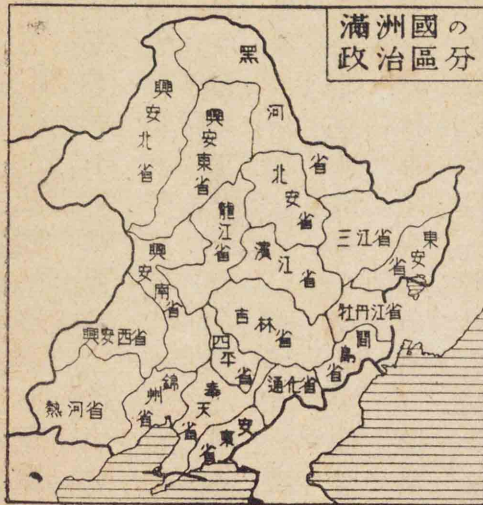 滿洲國の
政治區分
黑河省
興安北省
興安東省
北安省
龍江省
三江省
東安省
濱江省
興安南省
牡丹江省
吉林省
間島省
四平省
興安西省
通化省
錦州省
奉天省
熱河省
安東省